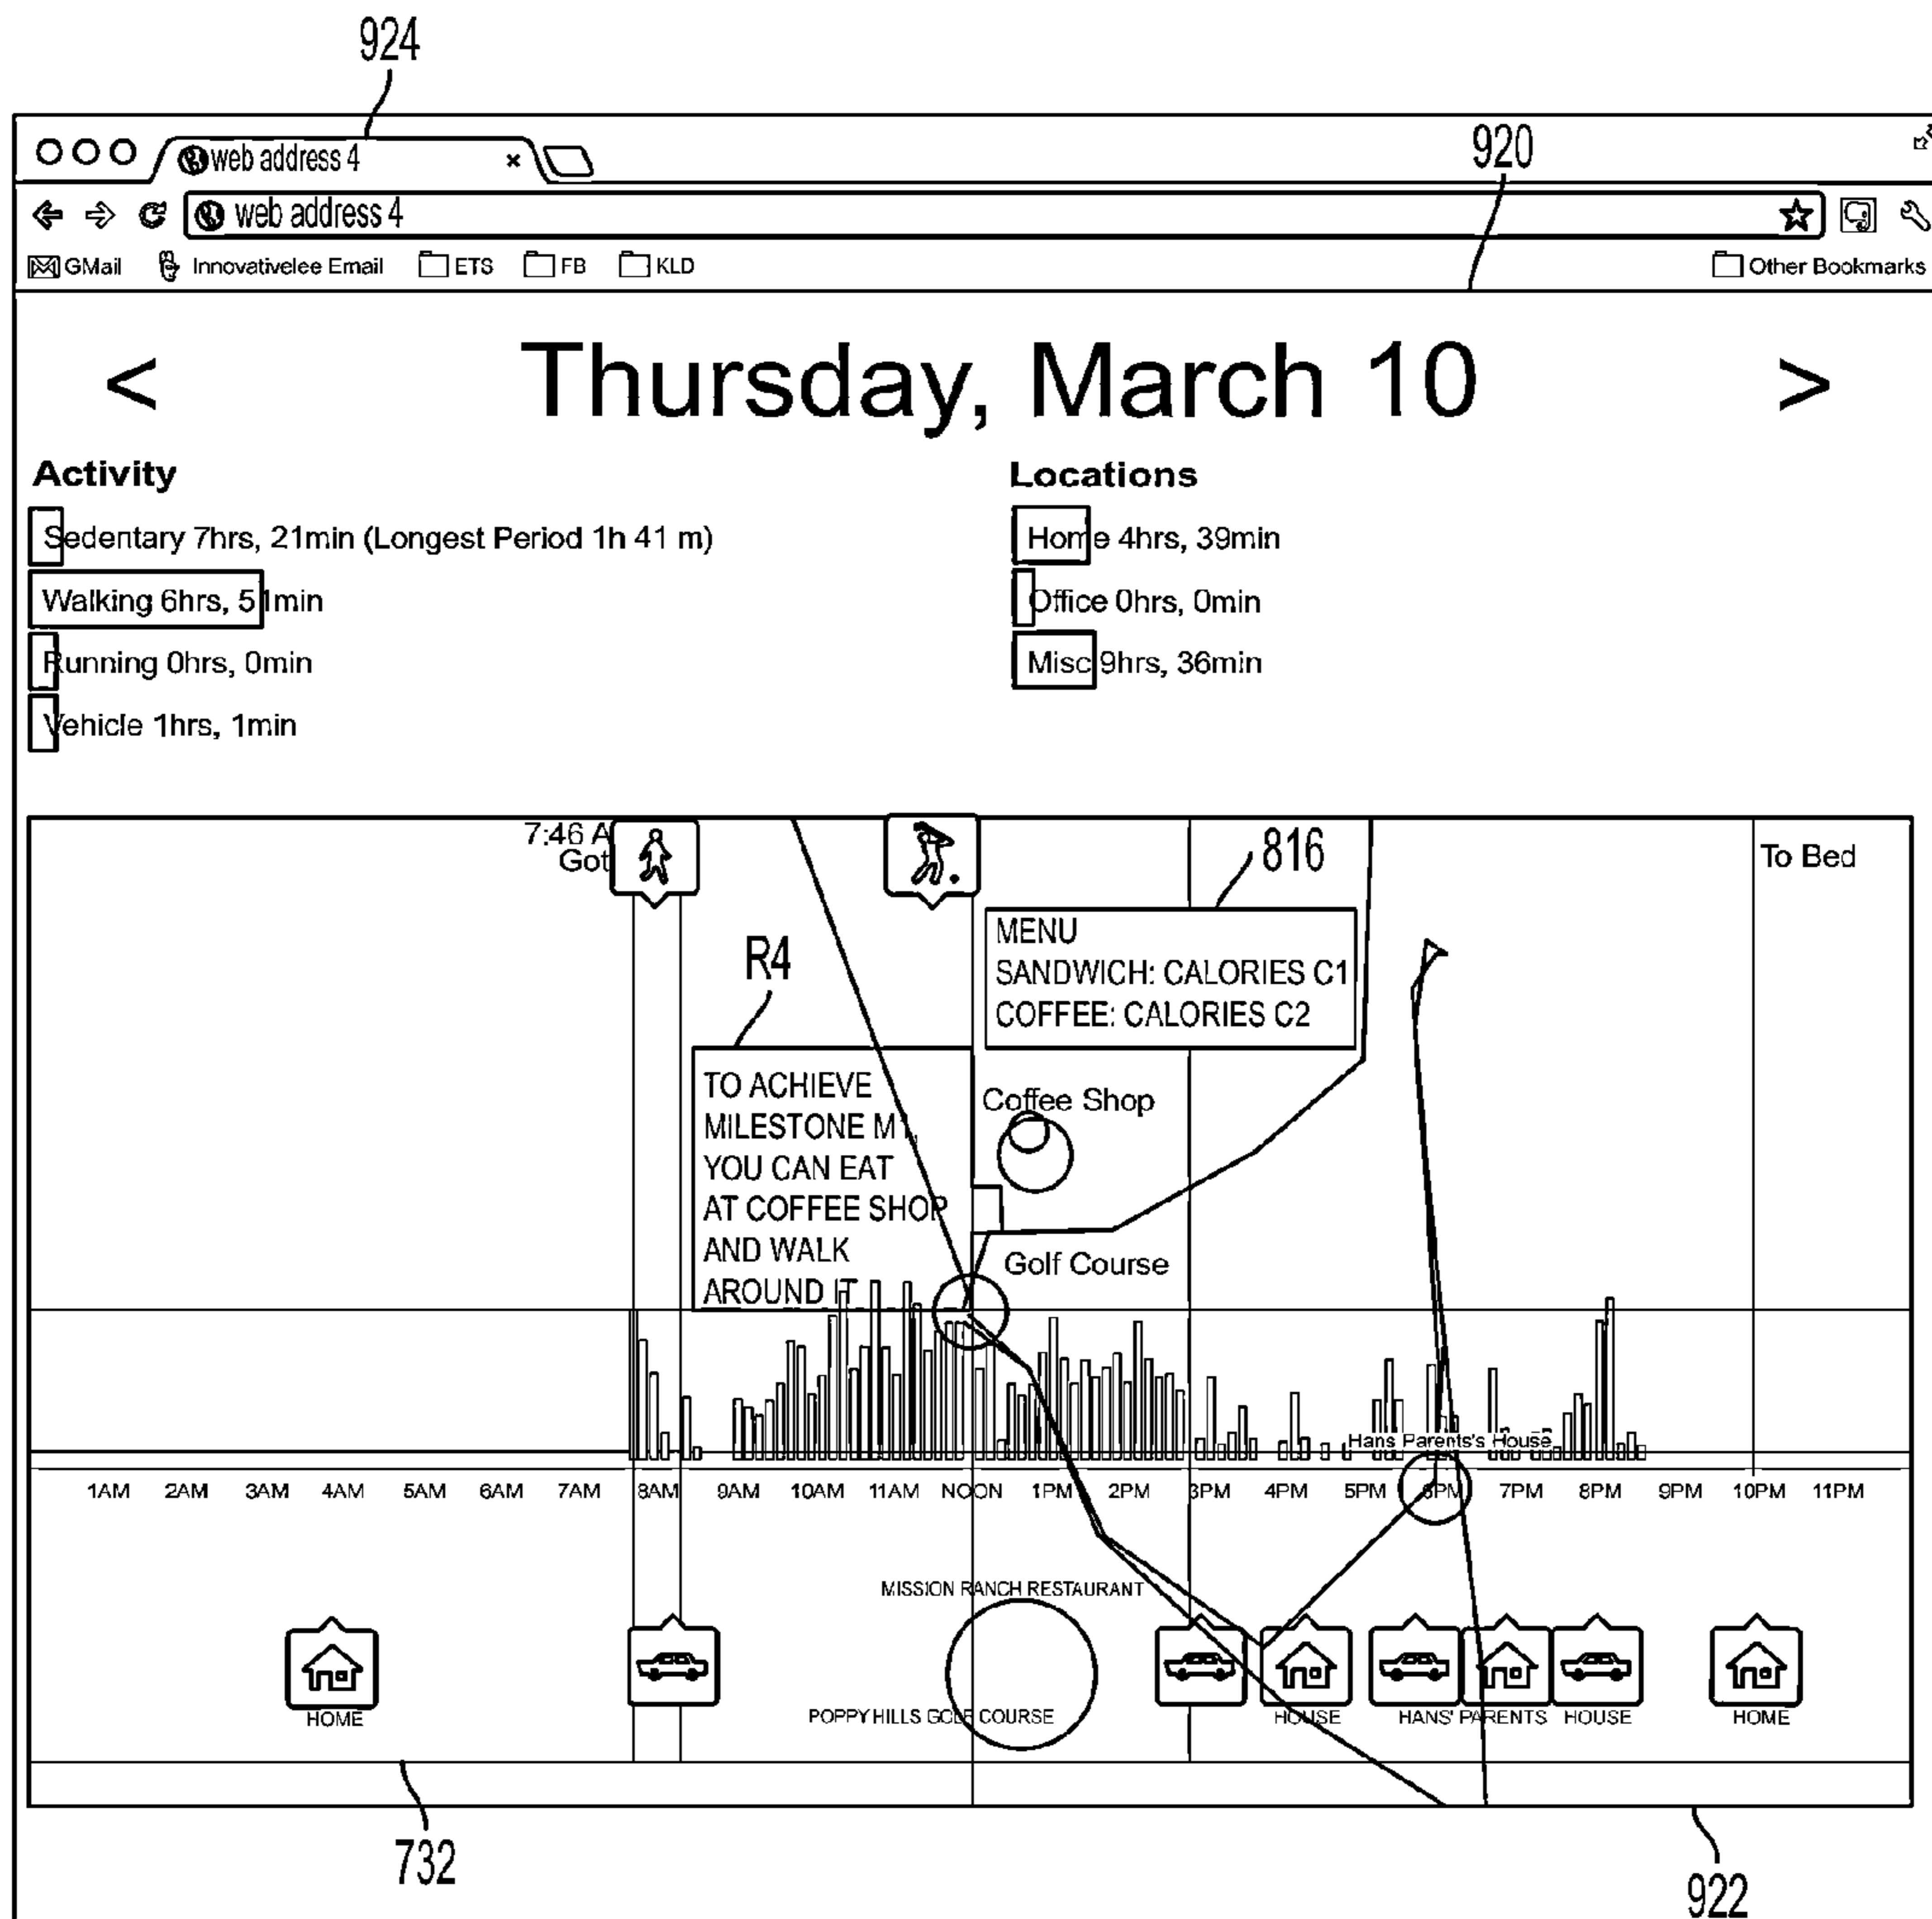 924
web address 4
920
web address 4
GMail Innovativelee Email ETS FB KLD Other Bookmarks
< Thursday, March 10 >
Activity
Sedentary 7hrs, 21min (Longest Period 1h 41 m)
Walking 6hrs, 51min
Running 0hrs, 0min
Vehicle 1hrs, 1min
Locations
Home 4hrs, 39min
Office 0hrs, 0min
Misc 9hrs, 36min
7:46 A
Got
816
To Bed
MENU
SANDWICH: CALORIES C1
COFFEE: CALORIES C2
R4
TO ACHIEVE
MILESTONE M1,
YOU CAN EAT
AT COFFEE SHOP
AND WALK
AROUND IT
Coffee Shop
Golf Course
Hans Parents's House
1AM 2AM 3AM 4AM 5AM 6AM 7AM 8AM 9AM 10AM 11AM NOON 1PM 2PM 3PM 4PM 5PM 6PM 7PM 8PM 9PM 10PM 11PM
MISSION RANCH RESTAURANT
POPPY HILLS GOLF COURSE
HOME HOUSE HANS' PARENTS HOUSE HOME
732
922